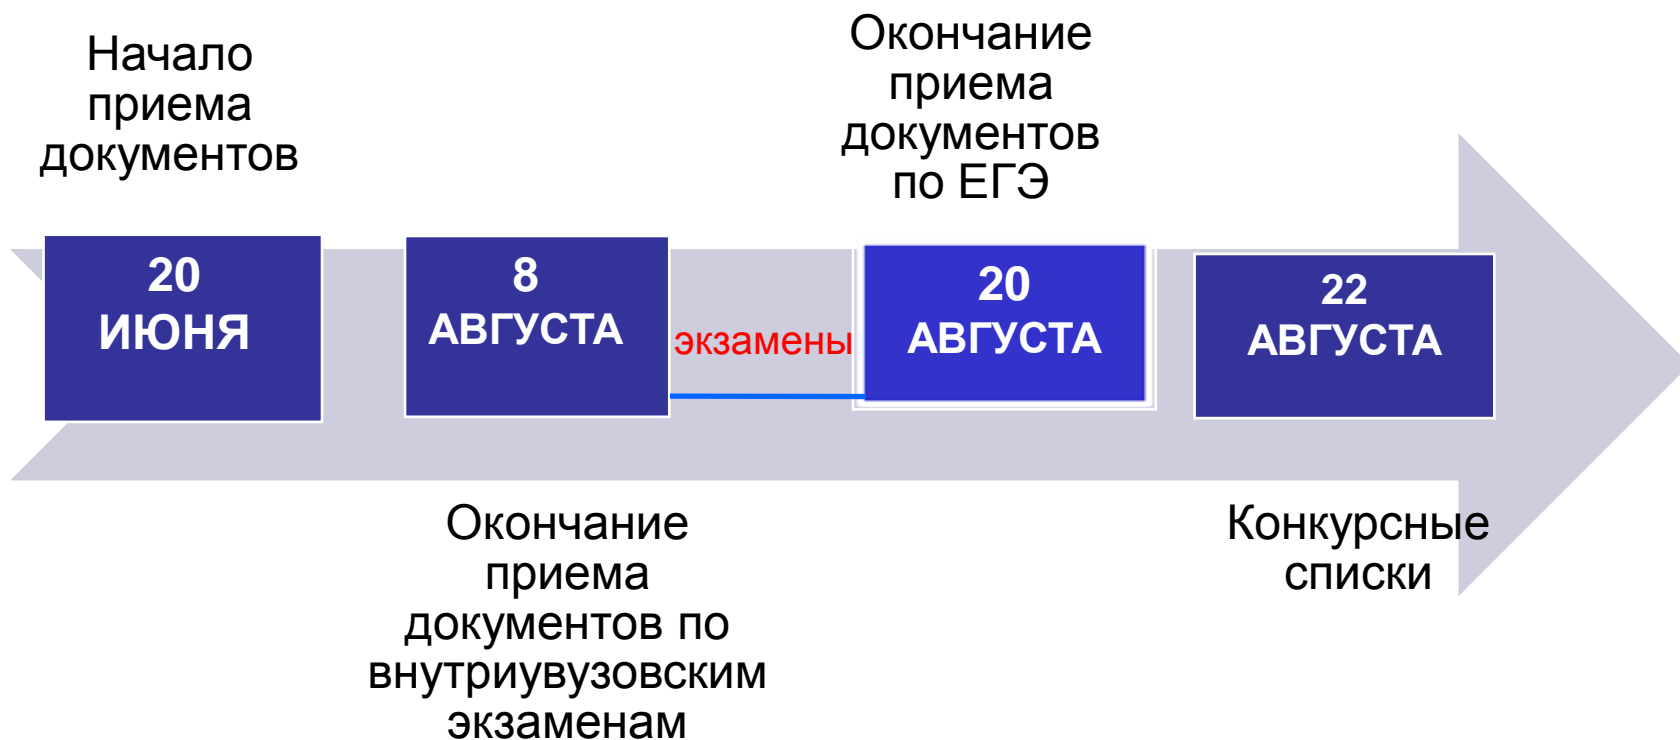 Начало
приема
документов
20
ИЮНЯ
8
АВГУСТА
Окончание
приема
документов по
внутриувузовским
экзаменам
экзамены
Окончание
приема
документов
по ЕГЭ
20
АВГУСТА
22
АВГУСТА
Конкурсные
списки